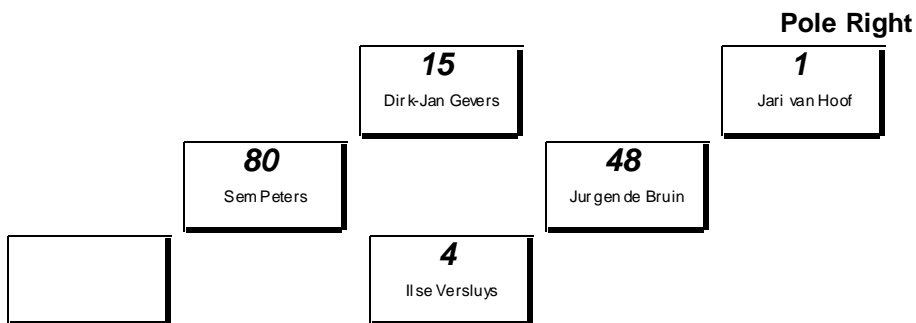 Pole Right
15
Dirk-Jan Gevers
1
Jari van Hoof
80
Sem Peters
48
Jurgen de Bruin
4
Ilse Versluys